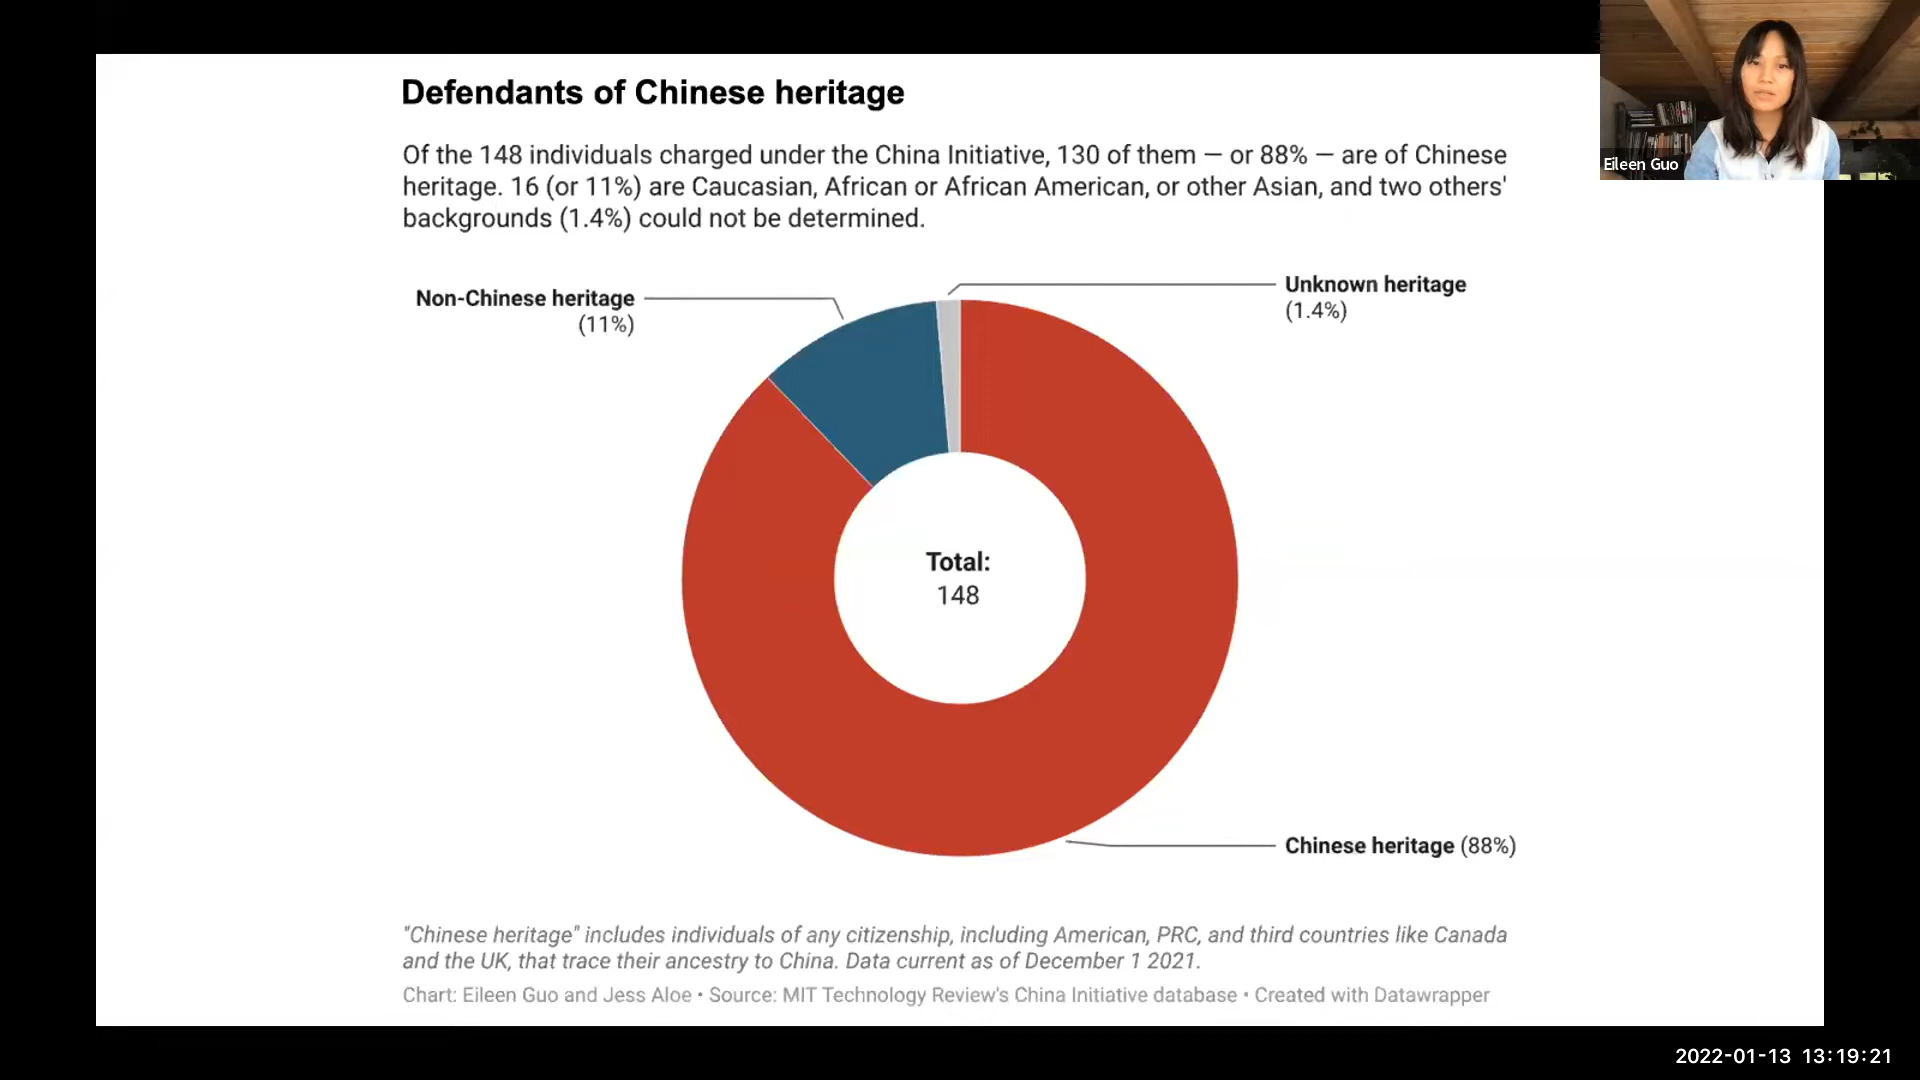 Defendants of Chinese heritage
Of the 148 individuals charged under the China Initiative, 130 of them — or 88% — are of Chinese
heritage. 16 (or 11%) are Caucasian, African or African American, or other Asian, and two others'
backgrounds (1.4%) could not be determined.
Eileen Guo
Non-Chinese heritage
(11%)
Unknown heritage
(1.4%)
Total:
148
Chinese heritage (88%)
"Chinese heritage" includes individuals of any citizenship, including American, PRC, and third countries like Canada
and the UK, that trace their ancestry to China. Data current as of December 1 2021.
Chart: Eileen Guo and Jess Aloe • Source: MIT Technology Review's China Initiative database • Created with Datawrapper
2022-01-13 13:19:21